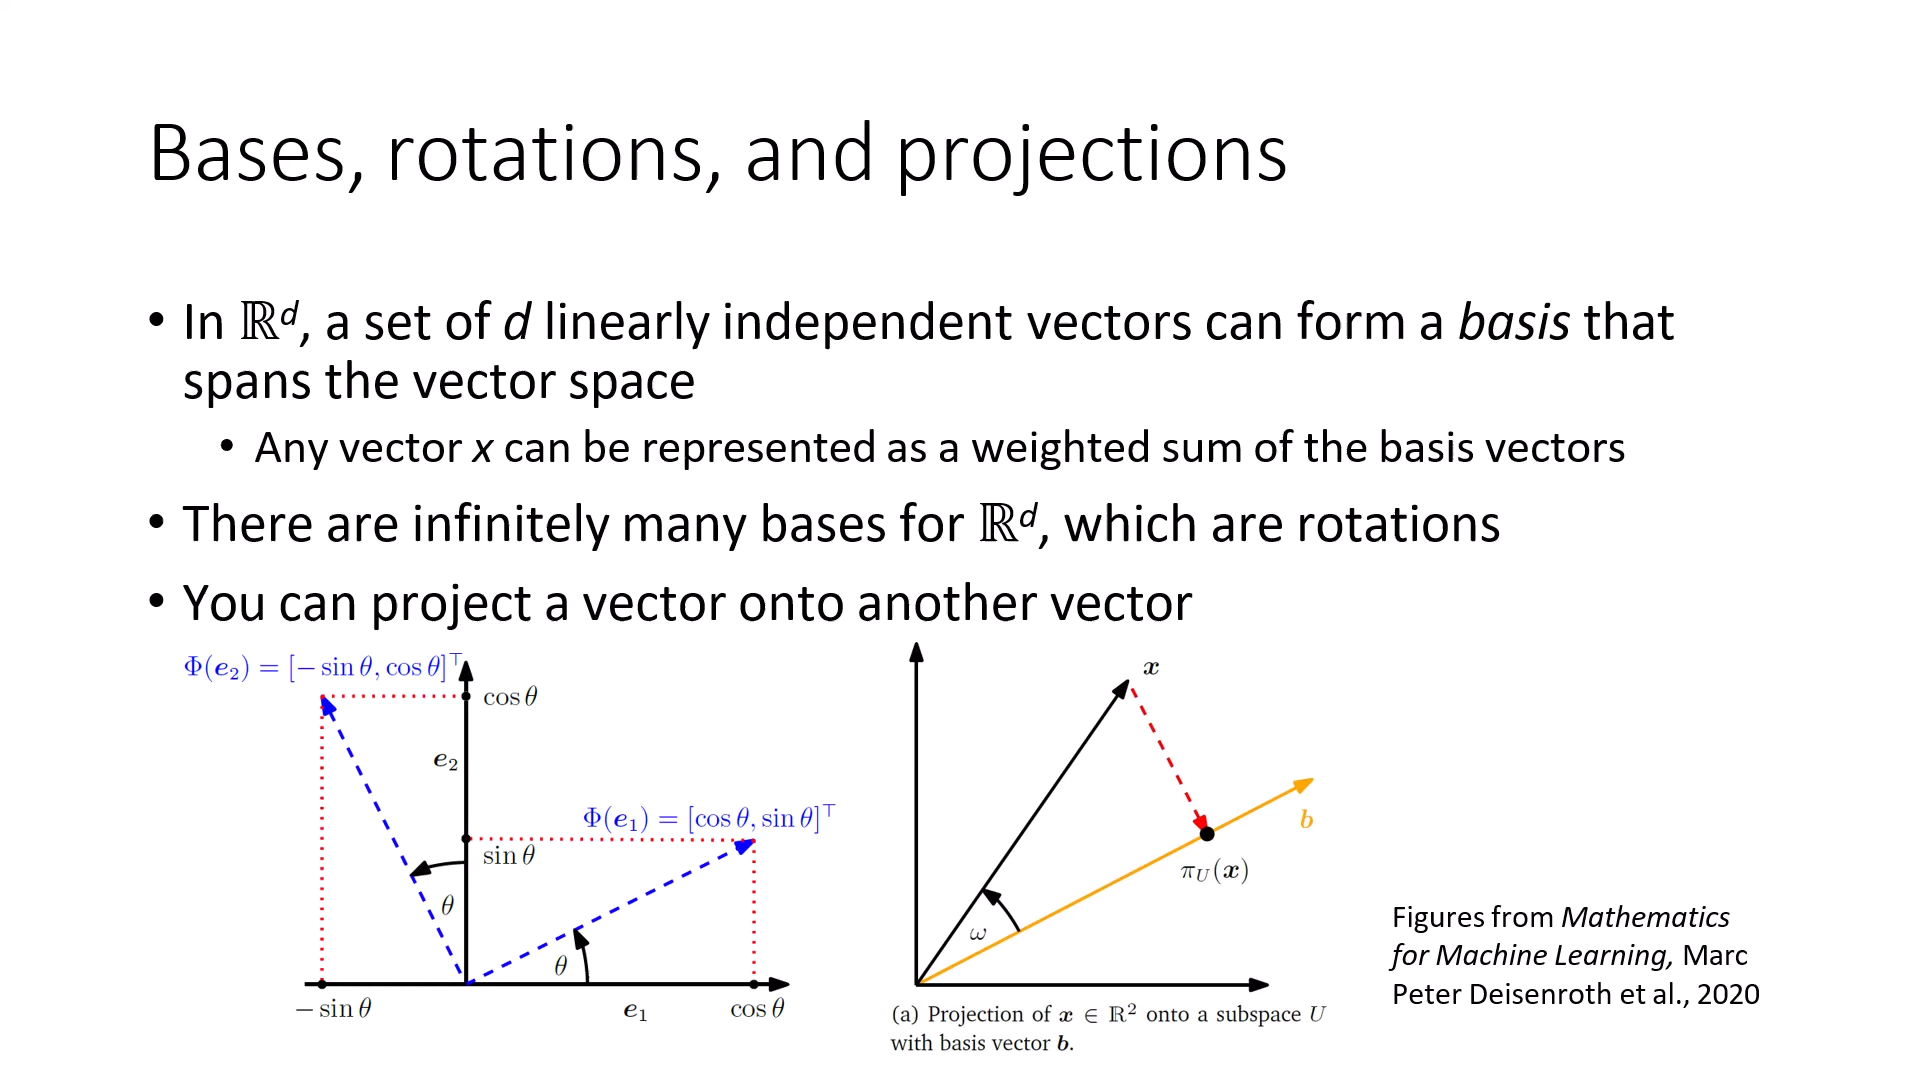 Bases, rotations, and projections
• In ℝᵈ, a set of d linearly independent vectors can form a basis that
spans the vector space
• Any vector x can be represented as a weighted sum of the basis vectors
• There are infinitely many bases for ℝᵈ, which are rotations
• You can project a vector onto another vector
Φ(e₂) = [− sin θ, cos θ]⊤
cos θ
e₂
Φ(e₁) = [cos θ, sin θ]⊤
sin θ
θ
θ
− sin θ
e₁
cos θ
x
b
π_U(x)
ω
(a) Projection of x ∈ ℝ² onto a subspace U
with basis vector b.
Figures from Mathematics
for Machine Learning, Marc
Peter Deisenroth et al., 2020